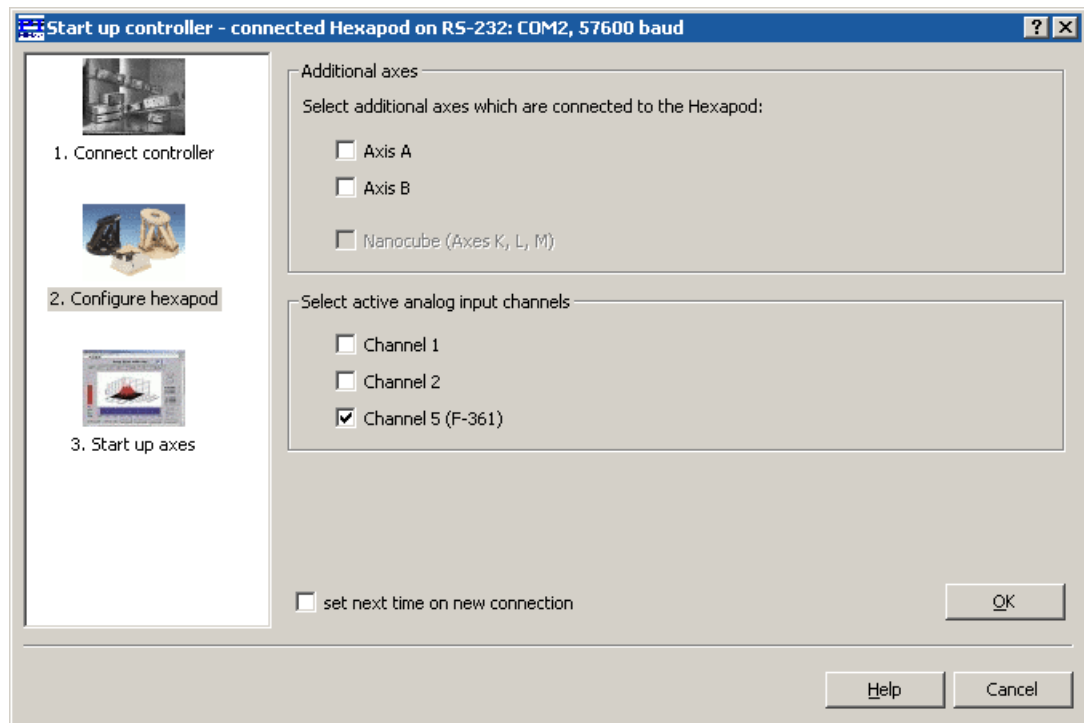 Start up controller - connected Hexapod on RS-232: COM2, 57600 baud
1. Connect controller
2. Configure hexapod
3. Start up axes
Additional axes
Select additional axes which are connected to the Hexapod:
Axis A
Axis B
Nanocube (Axes K, L, M)
Select active analog input channels
Channel 1
Channel 2
Channel 5 (F-361)
set next time on new connection
OK
Help
Cancel